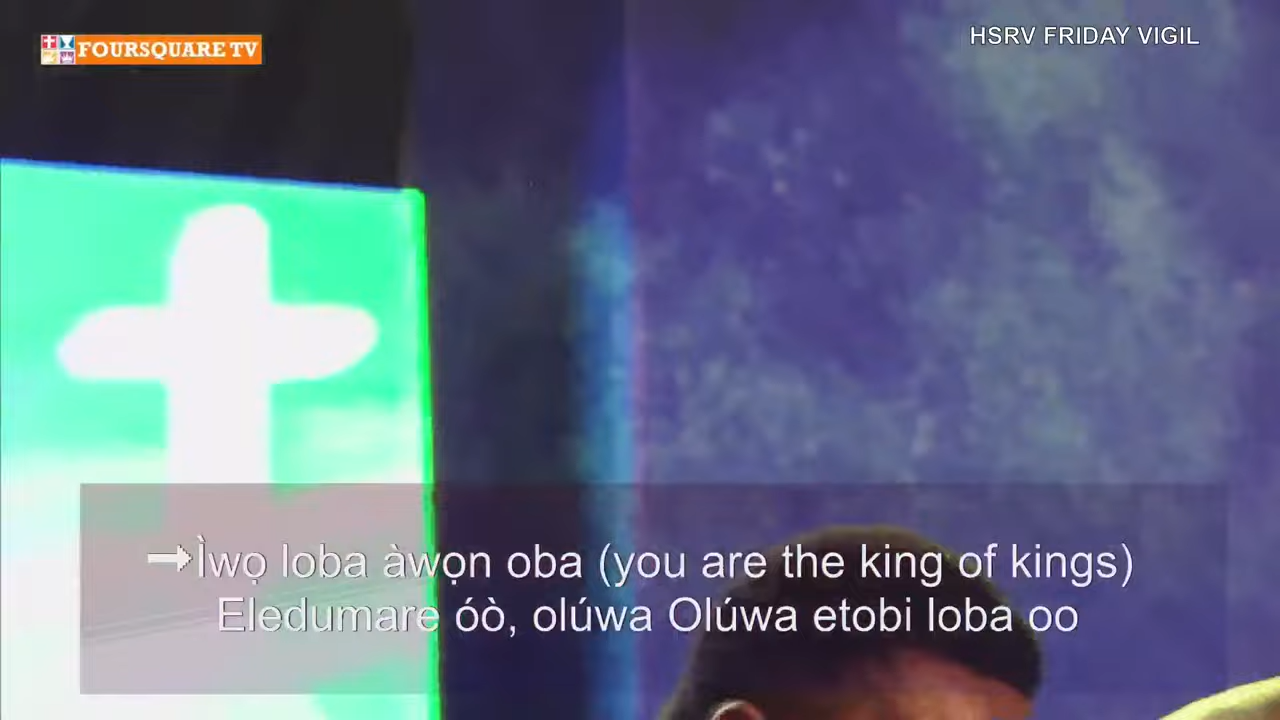 FOURSQUARE TV
HSRV FRIDAY VIGIL
➞Ìwọ loba àwọn oba (you are the king of kings)
Eledumare óò, olúwa Olúwa etobi loba oo